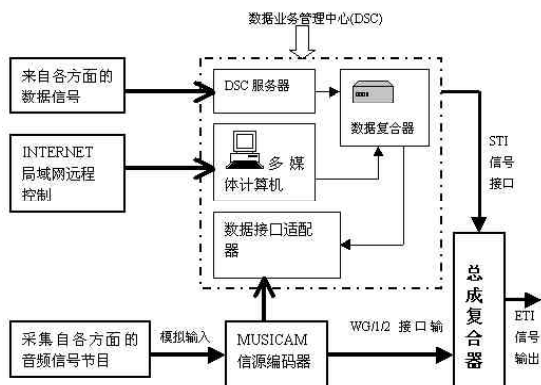 数据业务管理中心(DSC)
来自各方面的
数据信号
DSC 服务器
数据复合器
INTERNET
局域网远程
控制
多 媒
体计算机
STI
信号
接口
数据接口适配
器
总成复合器
ETI
信号
输出
采集自各方面的
音频信号节目
模拟输入
MUSICAM
信源编码器
WG/1/2 接口输